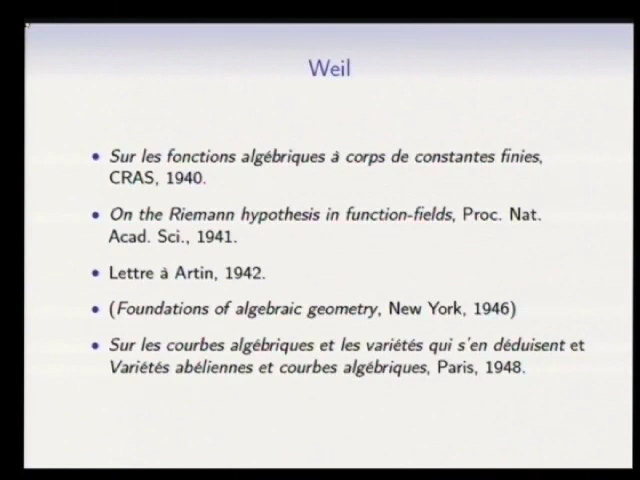 Weil
• Sur les fonctions algébriques à corps de constantes finies,
CRAS, 1940.
• On the Riemann hypothesis in function-fields, Proc. Nat.
Acad. Sci., 1941.
• Lettre à Artin, 1942.
• (Foundations of algebraic geometry, New York, 1946)
• Sur les courbes algébriques et les variétés qui s'en déduisent et
Variétés abéliennes et courbes algébriques, Paris, 1948.